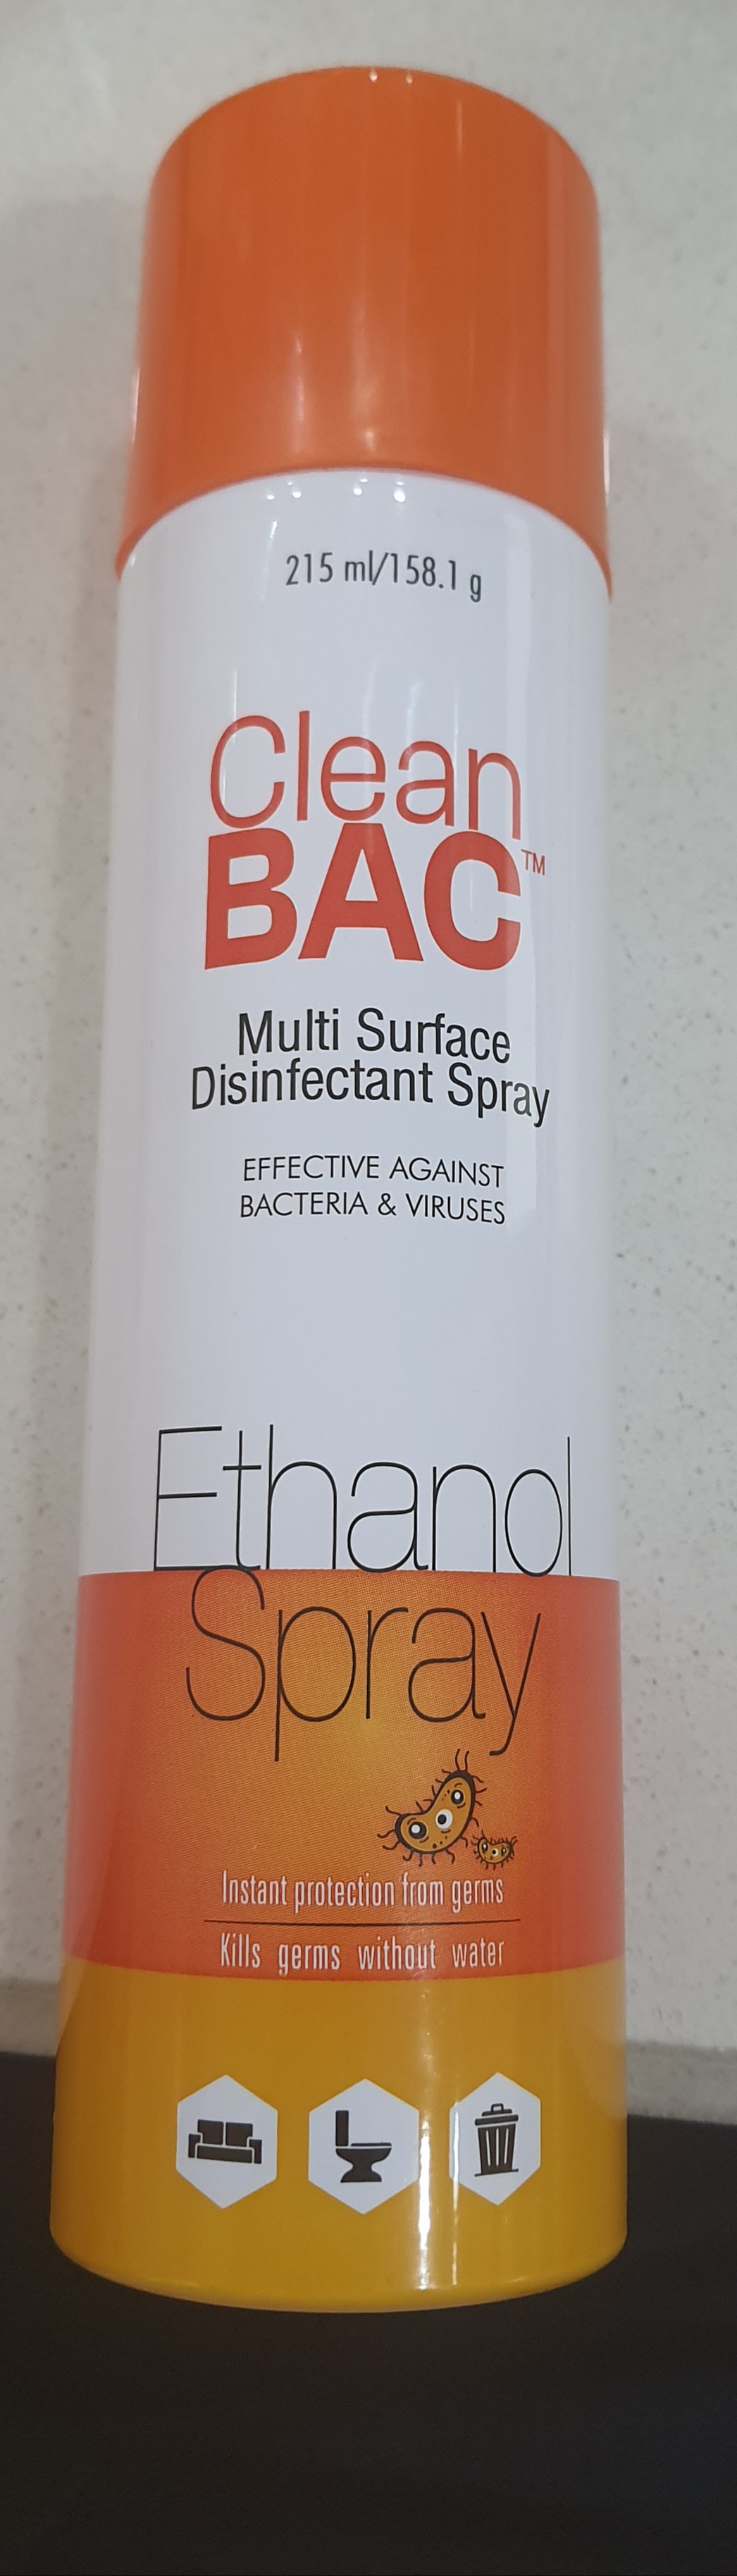 215 ml/158.1 g
Clean
BAC™
Multi Surface
Disinfectant Spray
EFFECTIVE AGAINST
BACTERIA & VIRUSES
Ethanol
Spray
Instant protection from germs
Kills germs without water